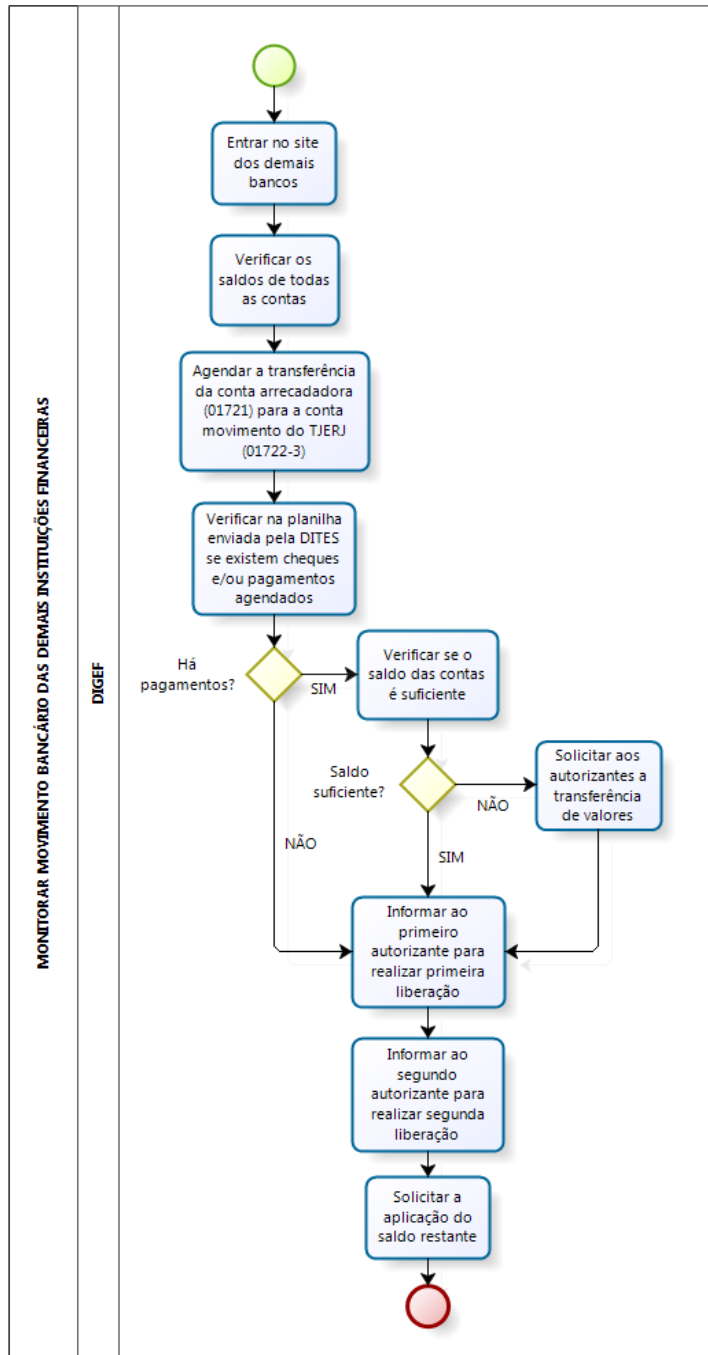 MONITORAR MOVIMENTO BANCÁRIO DAS DEMAIS INSTITUIÇÕES FINANCEIRAS
DIGEF
Entrar no site
dos demais
bancos
Verificar os
saldos de todas
as contas
Agendar a transferência
da conta arrecadadora
(01721) para a conta
movimento do TJERJ
(01722-3)
Verificar na planilha
enviada pela DITES
se existem cheques
e/ou pagamentos
agendados
Há
pagamentos?
SIM
Verificar se o
saldo das contas
é suficiente
Saldo
suficiente?
NÃO
Solicitar aos
autorizantes a
transferência
de valores
NÃO
SIM
Informar ao
primeiro
autorizante para
realizar primeira
liberação
Informar ao
segundo
autorizante para
realizar segunda
liberação
Solicitar a
aplicação do
saldo restante